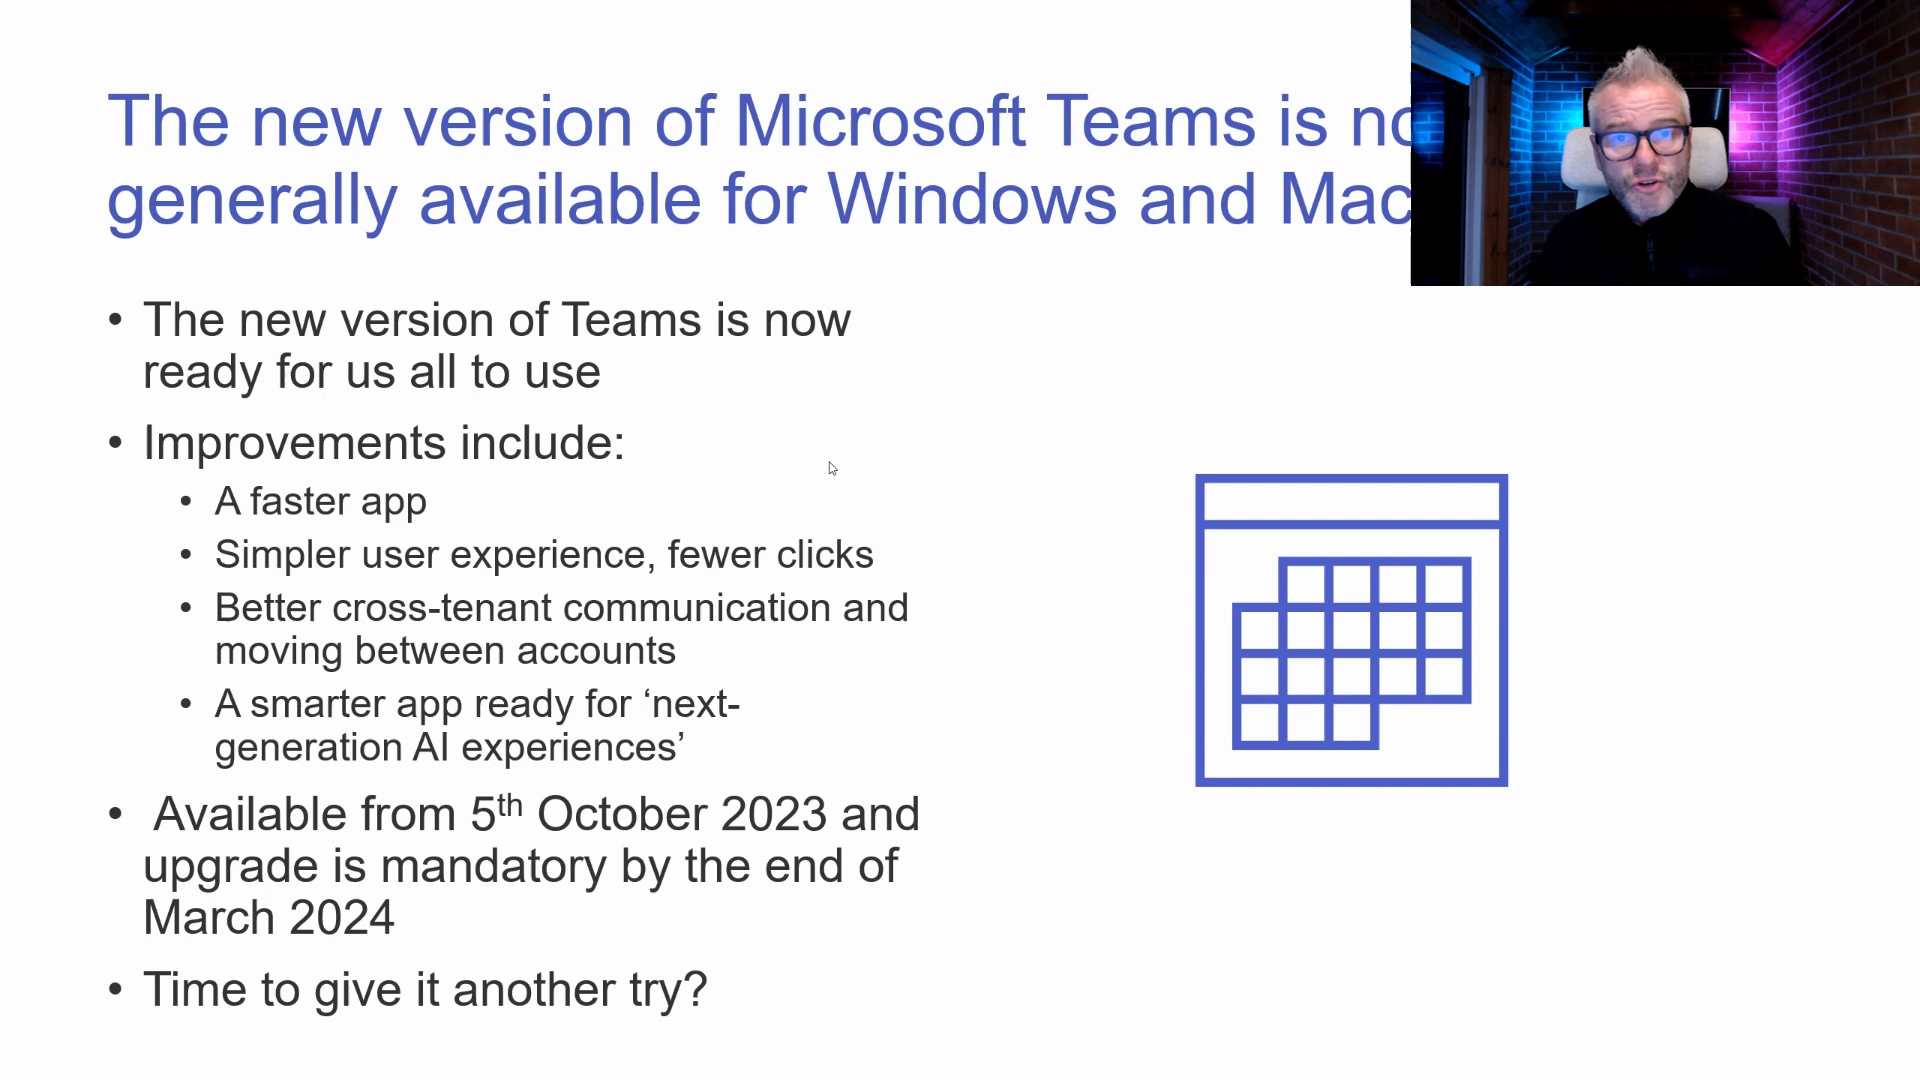 The new version of Microsoft Teams is
generally available for Windows and Mac
• The new version of Teams is now
ready for us all to use
• Improvements include:
• A faster app
• Simpler user experience, fewer clicks
• Better cross-tenant communication and
moving between accounts
• A smarter app ready for ‘next-
generation AI experiences’
• Available from 5th October 2023 and
upgrade is mandatory by the end of
March 2024
• Time to give it another try?